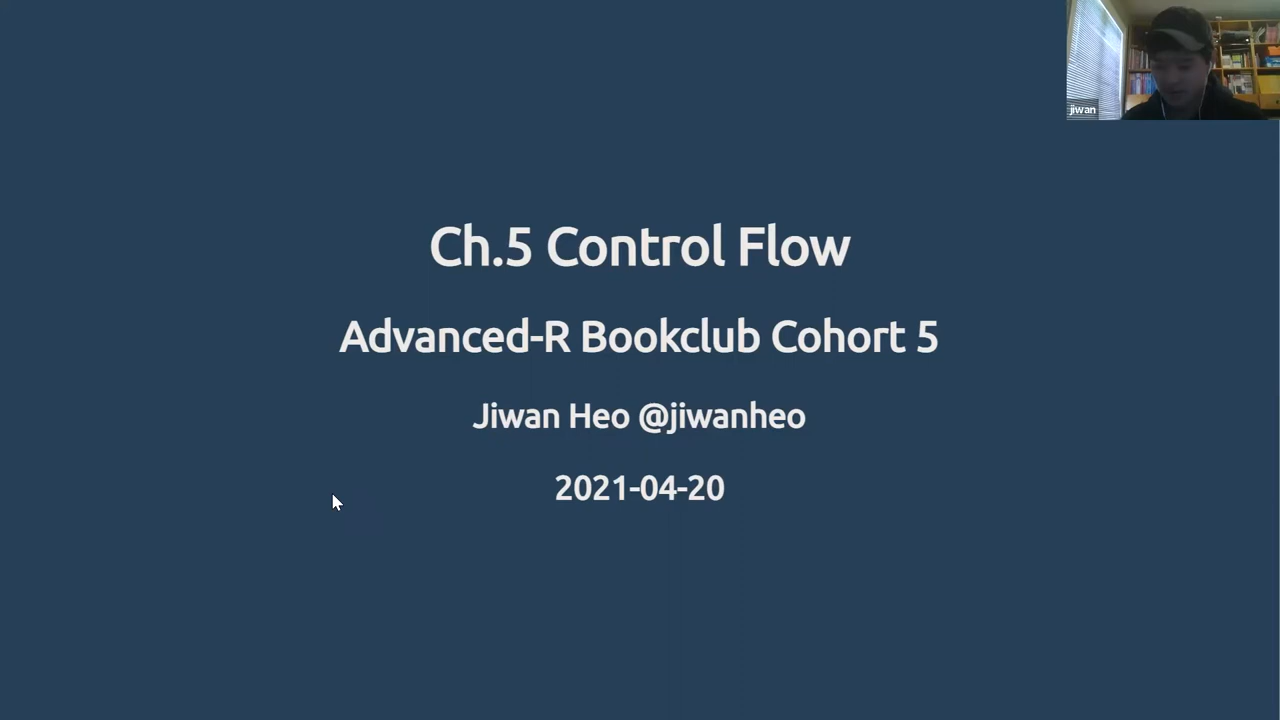 jiwan
Ch.5 Control Flow
Advanced-R Bookclub Cohort 5
Jiwan Heo @jiwanheo
2021-04-20